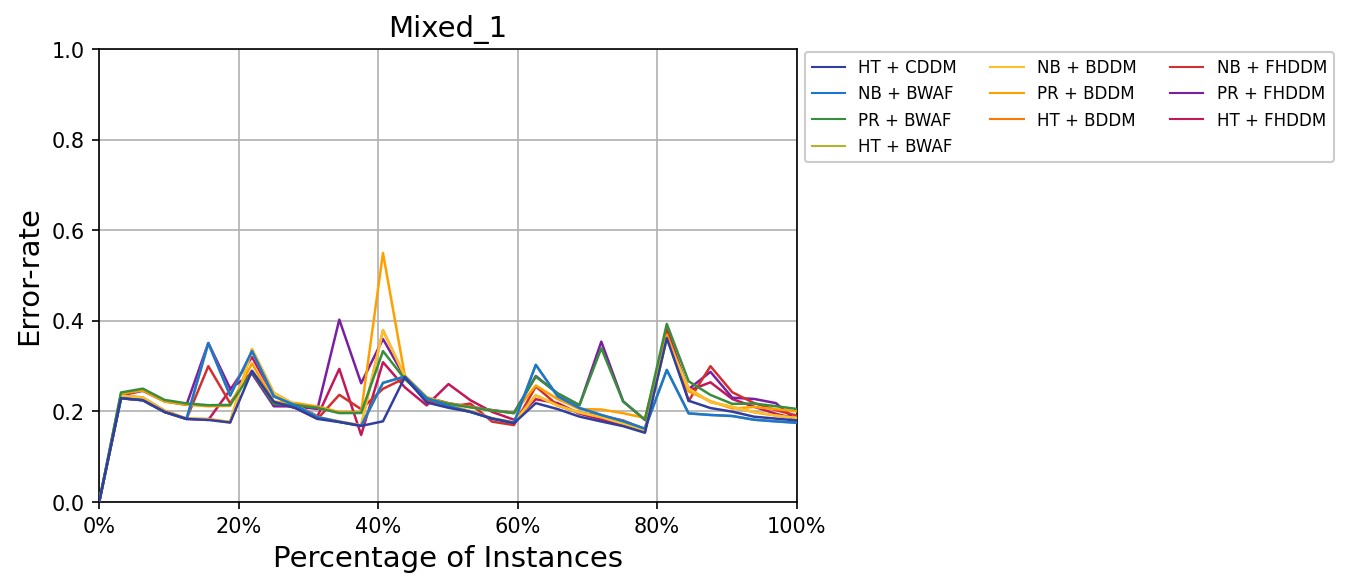 Mixed_1
Error-rate
1.0
0.8
0.6
0.4
0.2
0.0
0% 20% 40% 60% 80% 100%
Percentage of Instances
HT + CDDM NB + BDDM NB + FHDDM
NB + BWAF PR + BDDM PR + FHDDM
PR + BWAF HT + BDDM HT + FHDDM
HT + BWAF